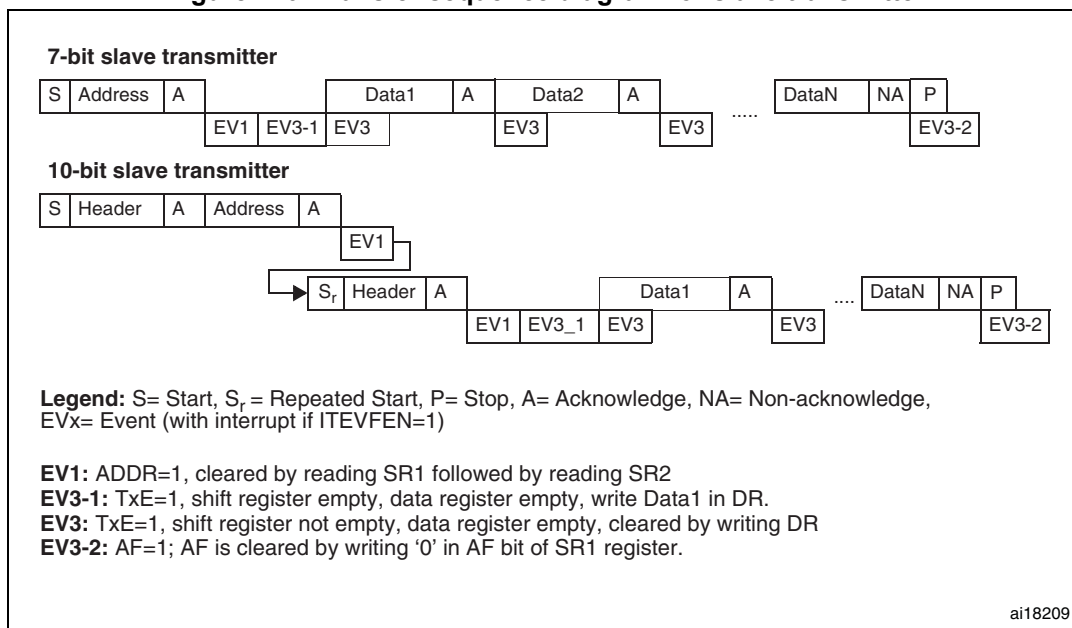 7-bit slave transmitter
S Address A Data1 A Data2 A ..... DataN NA P
EV1 EV3-1 EV3 EV3 EV3 EV3-2
10-bit slave transmitter
S Header A Address A
EV1
Sr Header A Data1 A .... DataN NA P
EV1 EV3_1 EV3 EV3 EV3-2
Legend: S= Start, Sr = Repeated Start, P= Stop, A= Acknowledge, NA= Non-acknowledge,
EVx= Event (with interrupt if ITEVFEN=1)
EV1: ADDR=1, cleared by reading SR1 followed by reading SR2
EV3-1: TxE=1, shift register empty, data register empty, write Data1 in DR.
EV3: TxE=1, shift register not empty, data register empty, cleared by writing DR
EV3-2: AF=1; AF is cleared by writing ‘0’ in AF bit of SR1 register.
ai18209